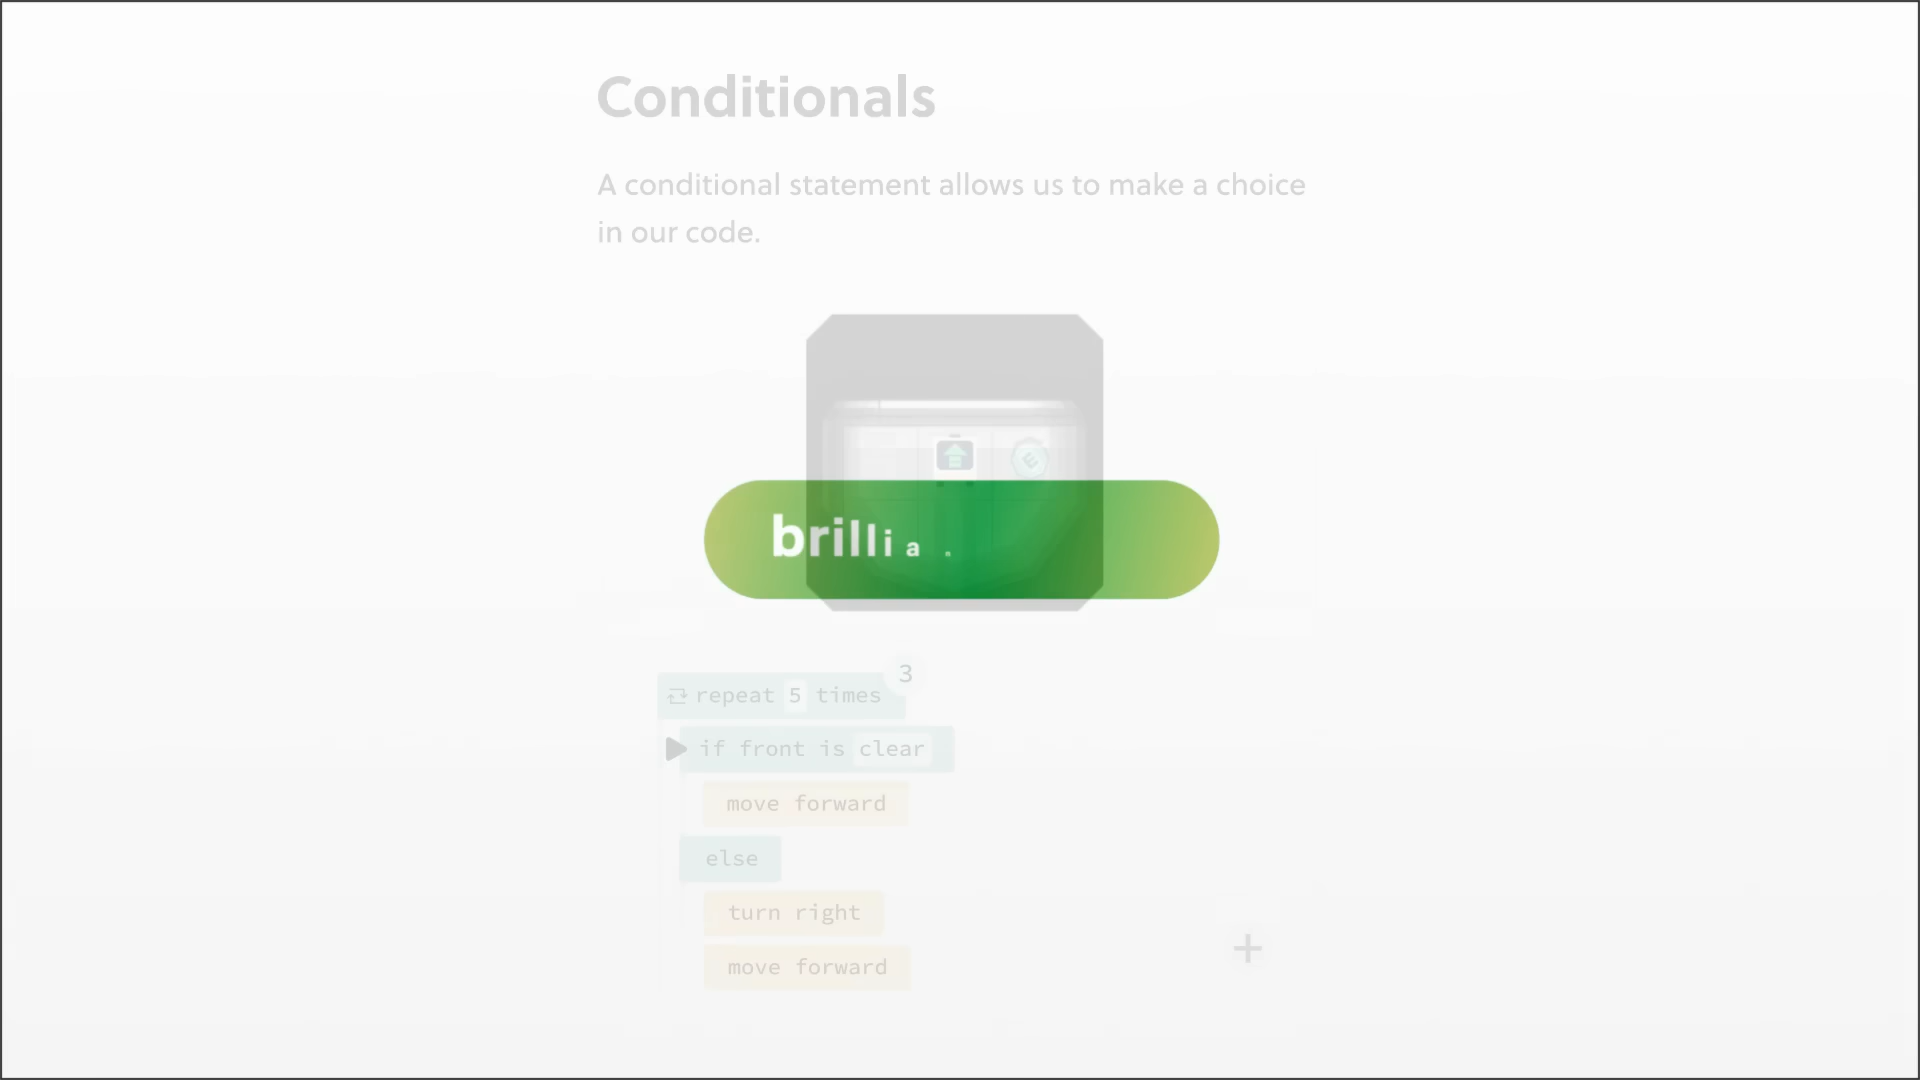 Conditionals
A conditional statement allows us to make a choice
in our code.
E
brillian
3
repeat 5 times
if front is clear
move forward
else
turn right
move forward